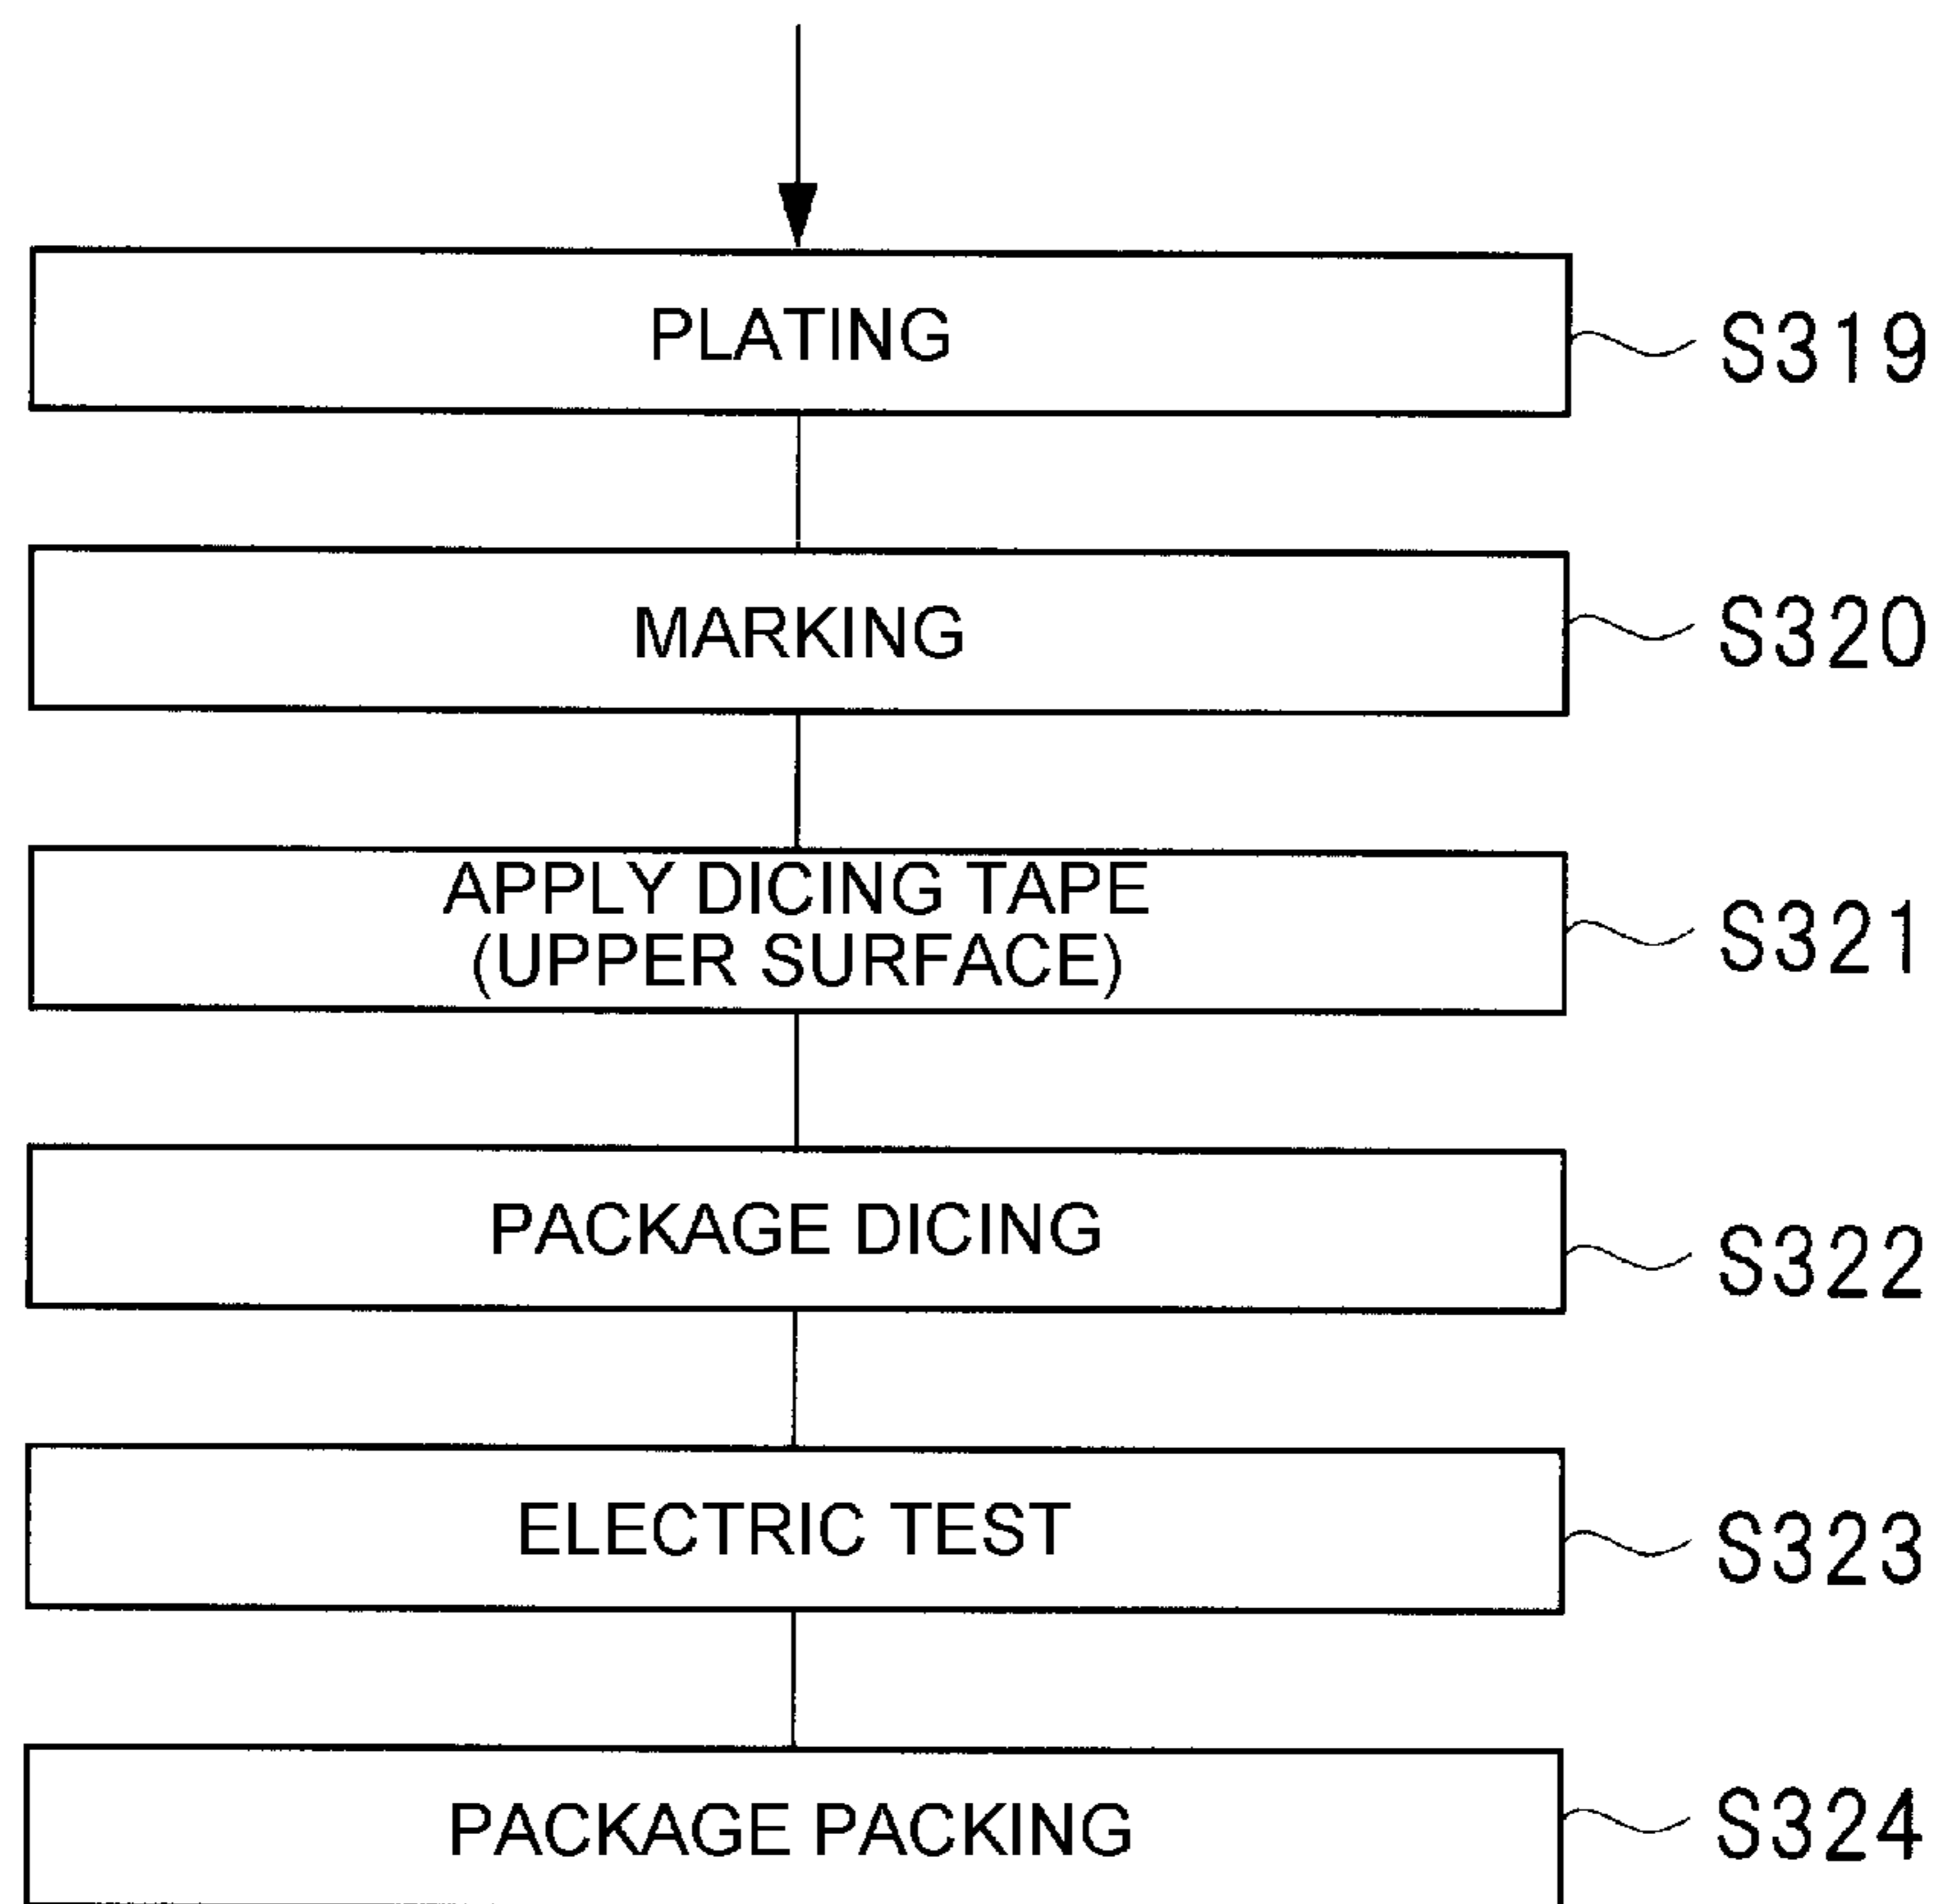 PLATING
S319
MARKING
S320
APPLY DICING TAPE
(UPPER SURFACE)
S321
PACKAGE DICING
S322
ELECTRIC TEST
S323
PACKAGE PACKING
S324